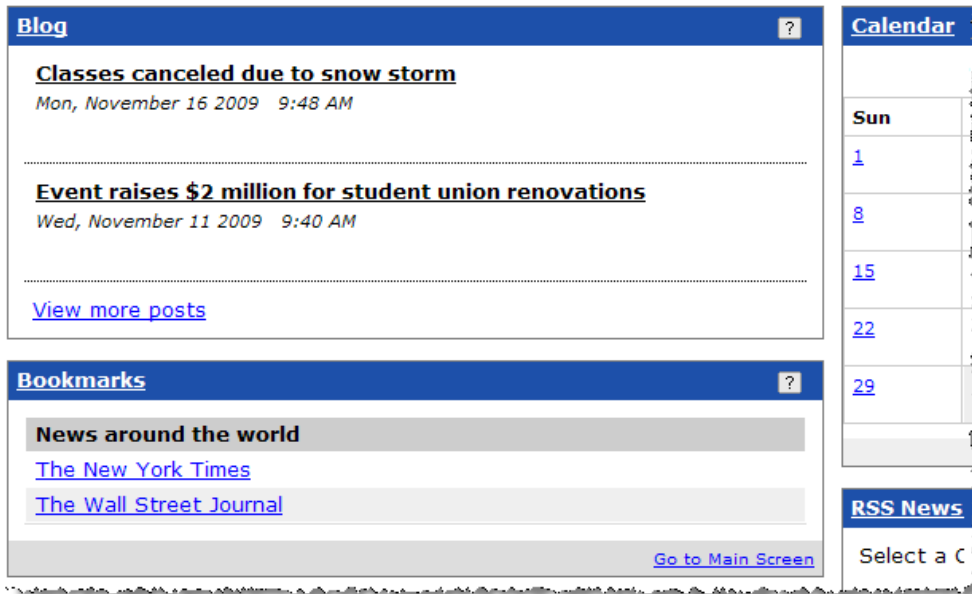 Blog ?
Classes canceled due to snow storm
Mon, November 16 2009 9:48 AM
Event raises $2 million for student union renovations
Wed, November 11 2009 9:40 AM
View more posts
Bookmarks ?
News around the world
The New York Times
The Wall Street Journal
Go to Main Screen
Calendar
Sun
1
8
15
22
29
RSS News
Select a